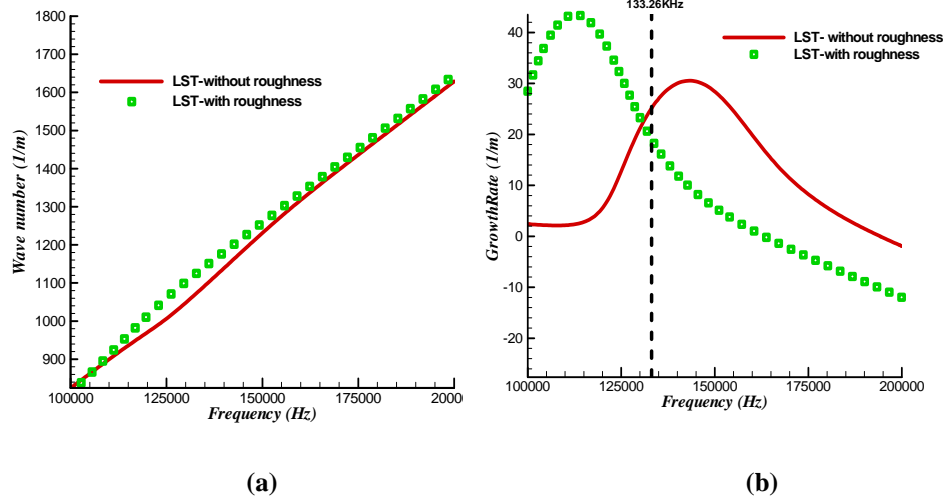 1800
1700
1600
1500
1400
1300
1200
1100
1000
900
Wave number (1/m)
LST-without roughness
LST-with roughness
100000 125000 150000 175000 20000
Frequency (Hz)
(a)
133.26KHz
40
30
20
10
0
-10
-20
GrowthRate (1/m)
LST- without roughness
LST-with roughness
100000 125000 150000 175000 200000
Frequency (Hz)
(b)